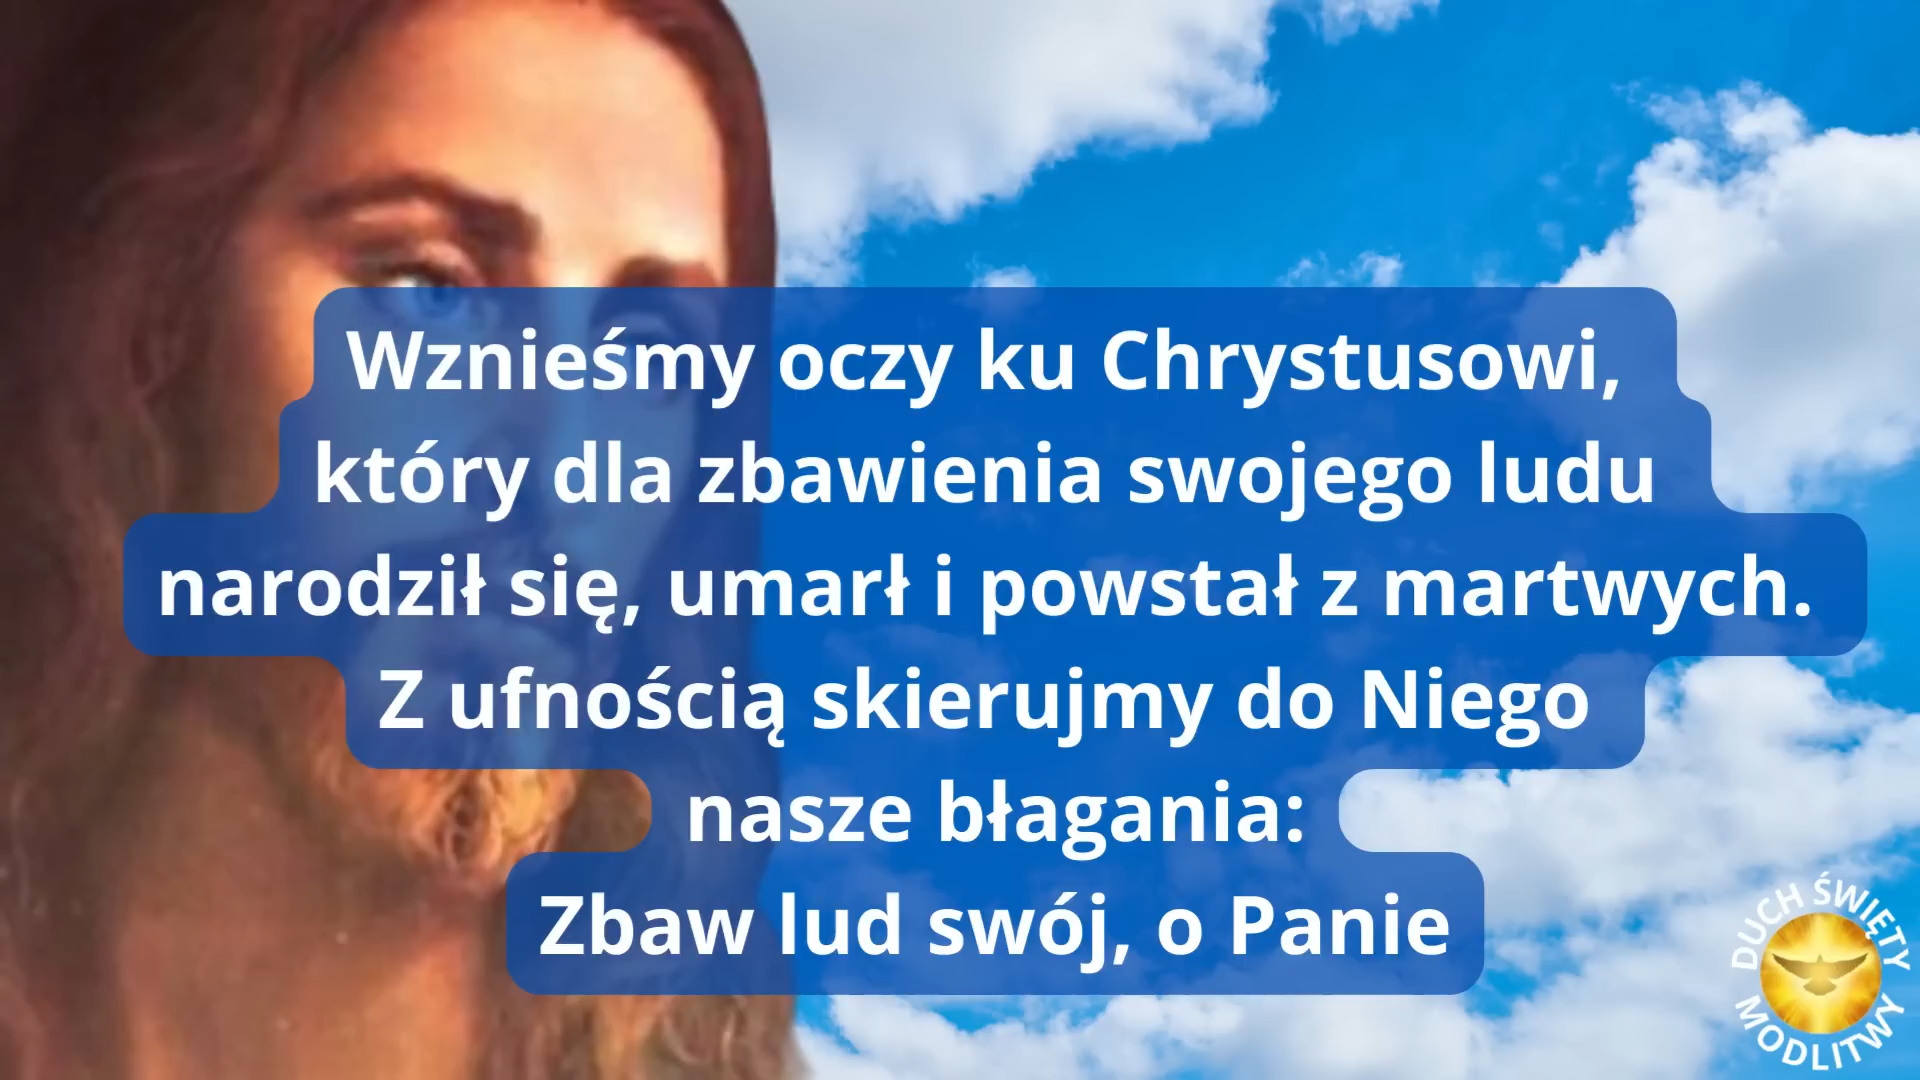 Wznieśmy oczy ku Chrystusowi,
który dla zbawienia swojego ludu
narodził się, umarł i powstał z martwych.
Z ufnością skierujmy do Niego
nasze błagania:
Zbaw lud swój, o Panie
DUCH ŚWIĘTY
MODLITWY